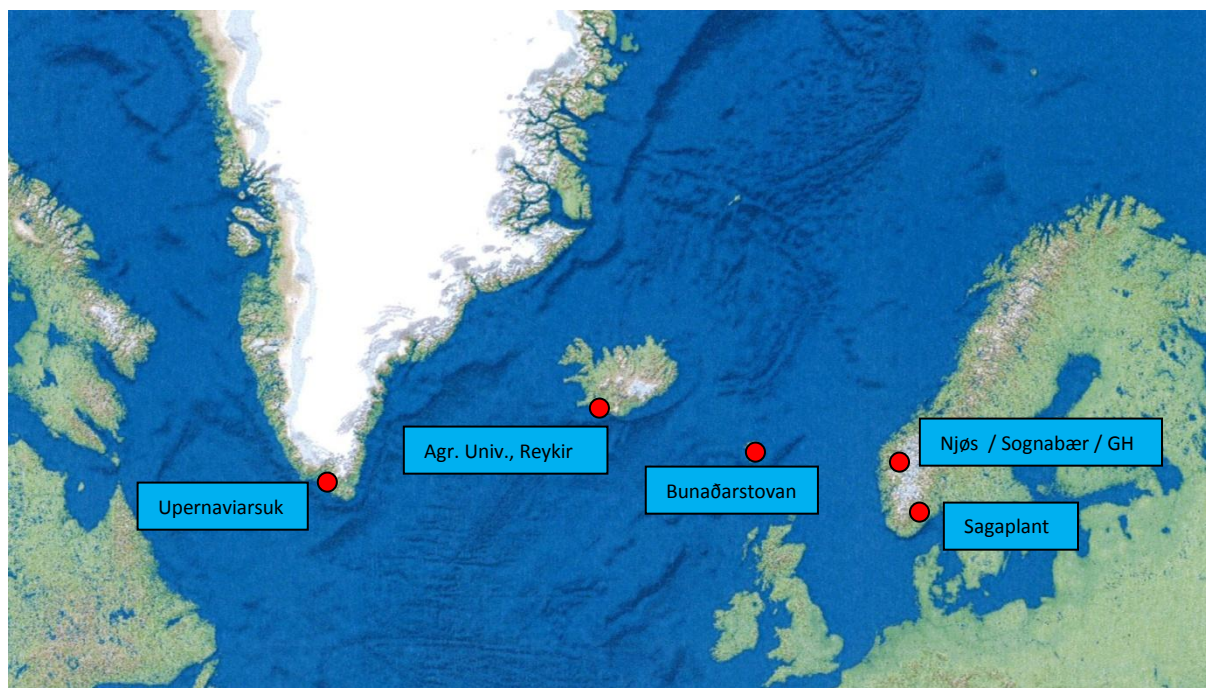 Njøs / Sognabær / GH
Agr. Univ., Reykir
Bunaðarstovan
Upernaviarsuk
Sagaplant